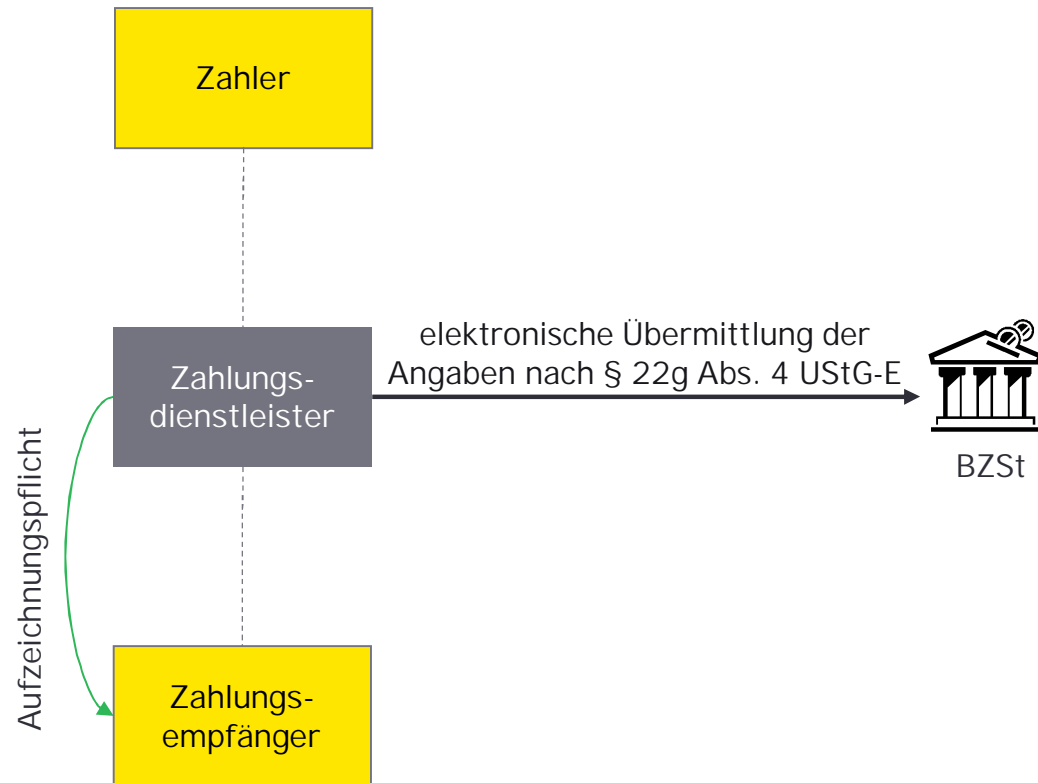 Zahler
elektronische Übermittlung der
Angaben nach § 22g Abs. 4 UStG-E
Zahlungs-
dienstleister
BZSt
Aufzeichnungspflicht
Zahlungs-
empfänger